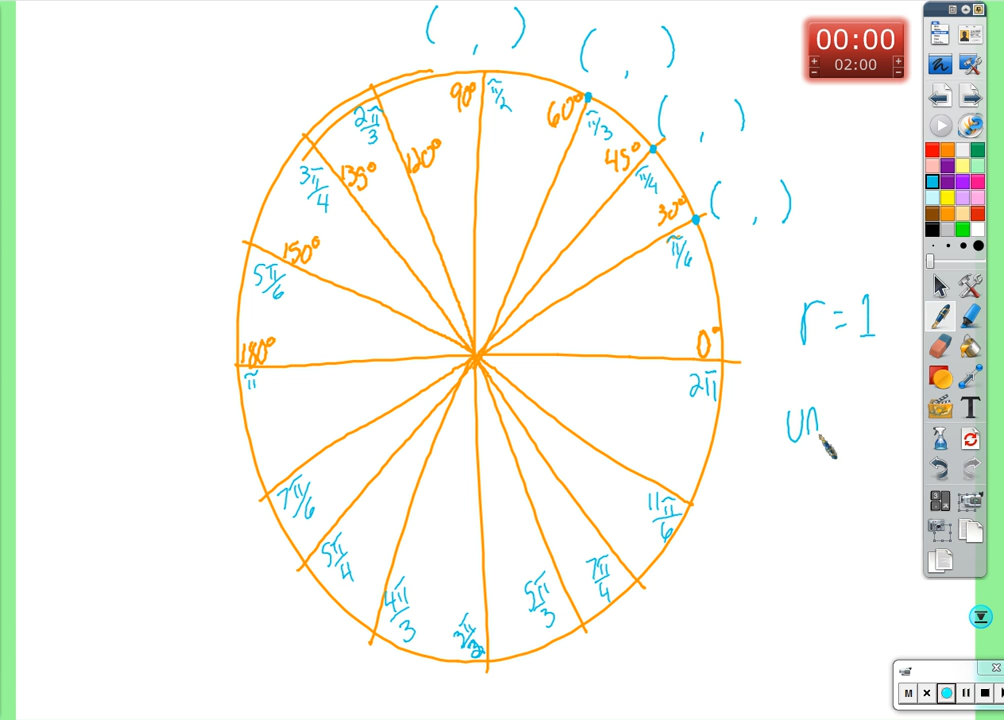 ( , )
( , )
00:00
02:00
90°
π/2
60°
π/3
2π/3
120°
( , )
45°
π/4
135°
3π/4
( , )
30°
π/6
150°
5π/6
r = 1
180°
π
0°
2π
un
7π/6
11π/6
5π/4
7π/4
4π/3
5π/3
T
M